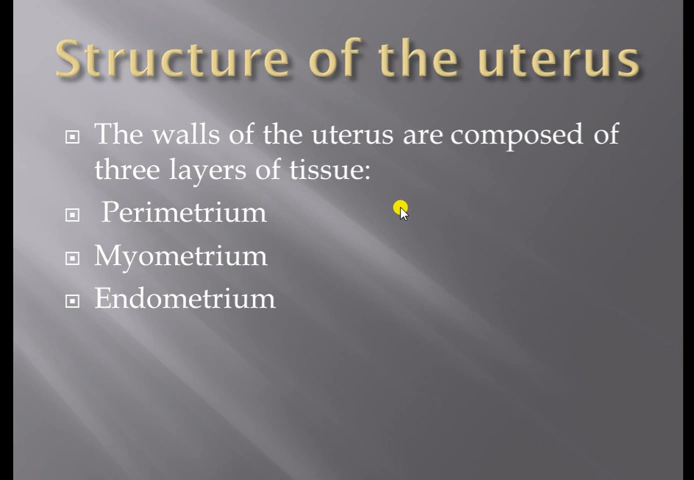 Structure of the uterus
The walls of the uterus are composed of
three layers of tissue:
Perimetrium
Myometrium
Endometrium